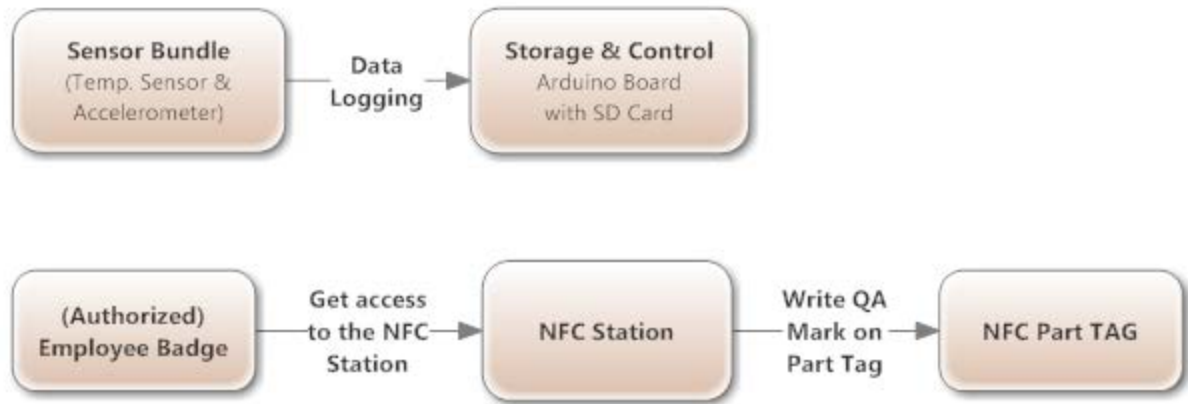 Sensor Bundle
(Temp. Sensor &
Accelerometer)
Data
Logging
Storage & Control
Arduino Board
with SD Card
(Authorized)
Employee Badge
Get access
to the NFC
Station
NFC Station
Write QA
Mark on
Part Tag
NFC Part TAG